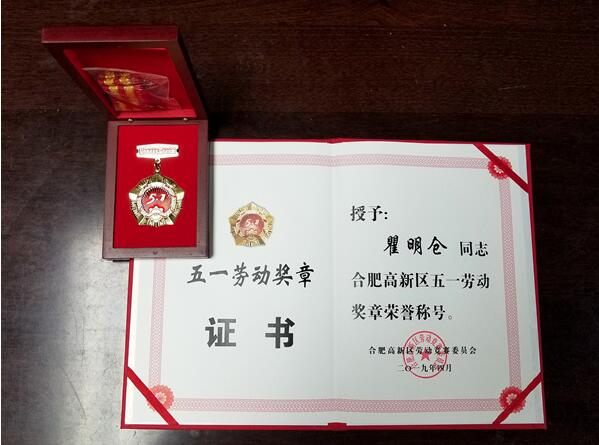 5·1
五一劳动奖章
证书
授予:
瞿明仓 同志
合肥高新区五一劳动
奖章荣誉称号。
合肥高新区劳动竞赛委员会
二〇一九年四月